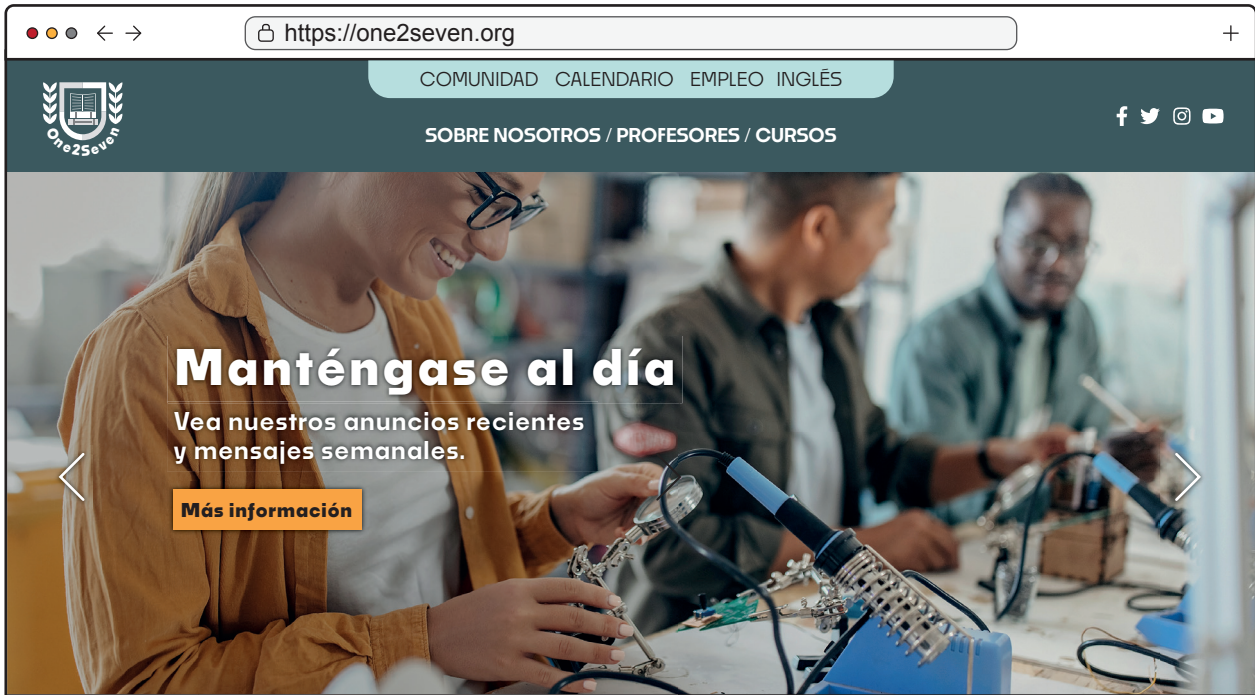 https://one2seven.org
COMUNIDAD CALENDARIO EMPLEO INGLÉS
One2Seven
SOBRE NOSOTROS / PROFESORES / CURSOS
Manténgase al día
Vea nuestros anuncios recientes
y mensajes semanales.
Más información